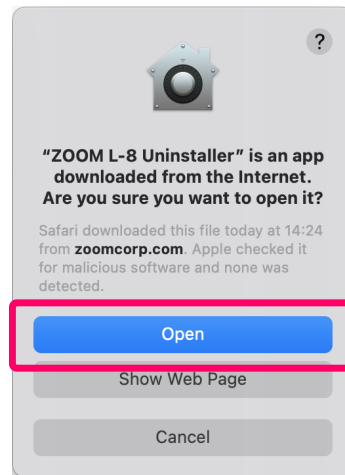 ?
“ZOOM L-8 Uninstaller” is an app
downloaded from the Internet.
Are you sure you want to open it?
Safari downloaded this file today at 14:24
from zoomcorp.com. Apple checked it
for malicious software and none was
detected.
Open
Show Web Page
Cancel